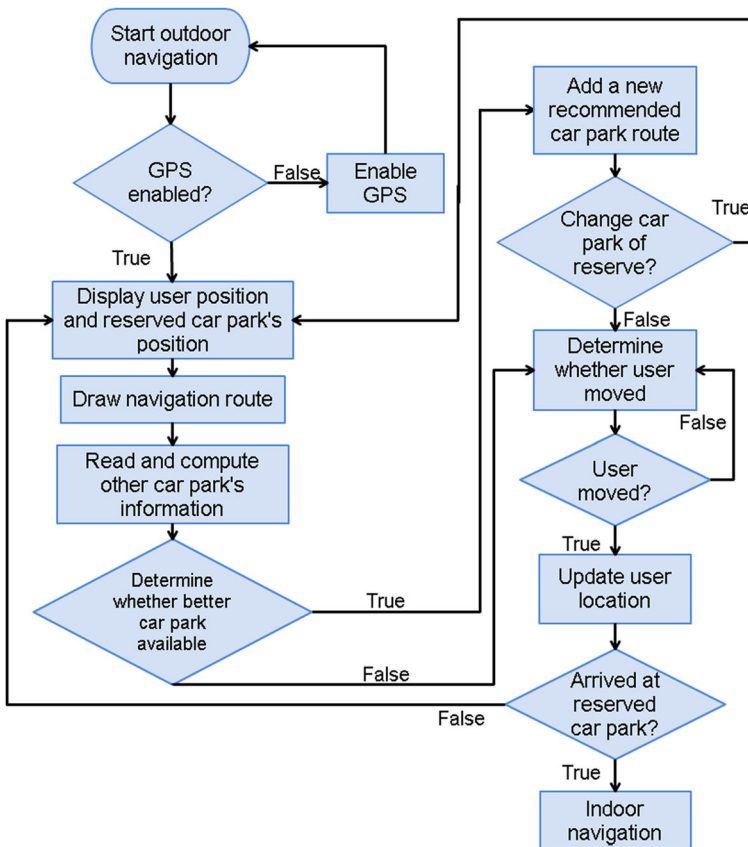 Start outdoor
navigation
GPS
enabled?
False
Enable
GPS
True
Display user position
and reserved car park's
position
Draw navigation route
Read and compute
other car park's
information
Determine
whether better
car park
available
True
False
Add a new
recommended
car park route
Change car
park of
reserve?
True
False
Determine
whether user
moved
False
User
moved?
True
Update user
location
Arrived at
reserved
car park?
False
True
Indoor
navigation